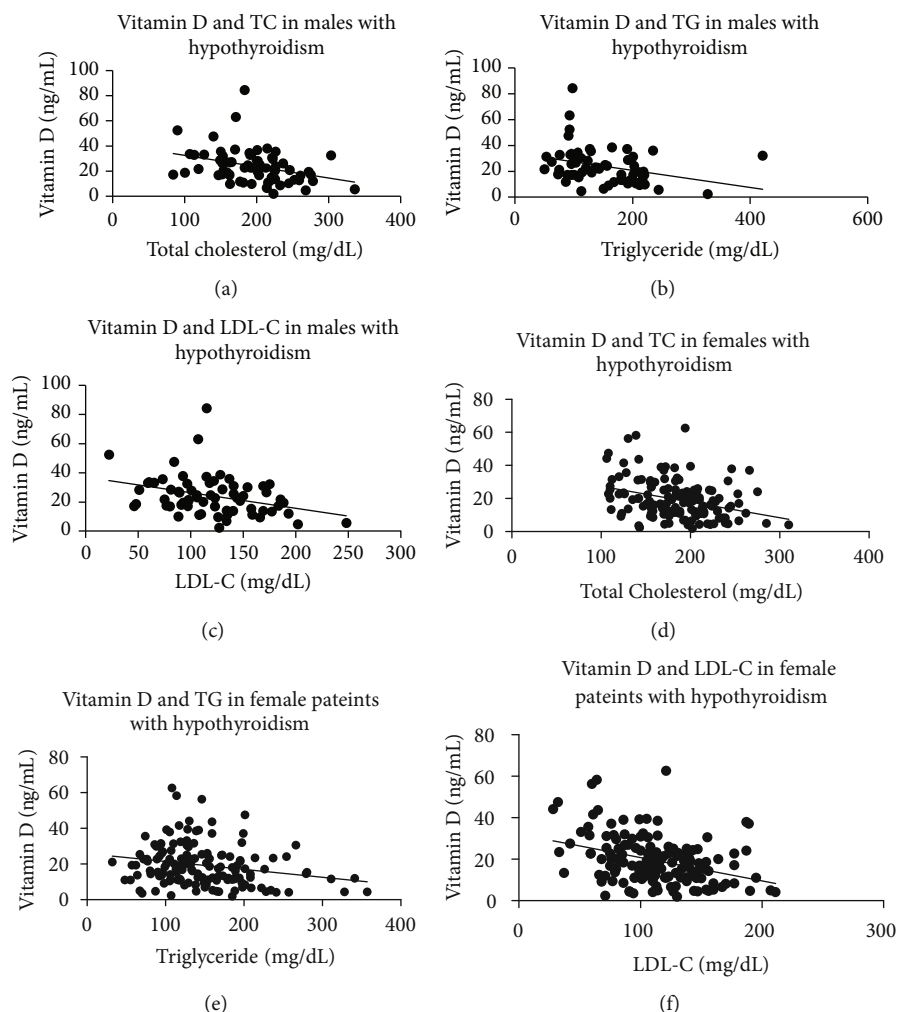 Vitamin D and TC in males with
hypothyroidism
Vitamin D (ng/mL)
100
80
60
40
20
0
0 100 200 300 400
Total cholesterol (mg/dL)
(a)
Vitamin D and TG in males with
hypothyroidism
Vitamin D (ng/mL)
100
80
60
40
20
0
0 200 400 600
Triglyceride (mg/dL)
(b)
Vitamin D and LDL-C in males with
hypothyroidism
Vitamin D (ng/mL)
100
80
60
40
20
0
0 50 100 150 200 250 300
LDL-C (mg/dL)
(c)
Vitamin D and TC in females with
hypothyroidism
Vitamin D (ng/mL)
80
60
40
20
0
0 100 200 300 400
Total Cholesterol (mg/dL)
(d)
Vitamin D and TG in female pateints
with hypothyroidism
Vitamin D (ng/mL)
80
60
40
20
0
0 100 200 300 400
Triglyceride (mg/dL)
(e)
Vitamin D and LDL-C in female
pateints with hypothyroidism
Vitamin D (ng/mL)
80
60
40
20
0
0 100 200 300
LDL-C (mg/dL)
(f)